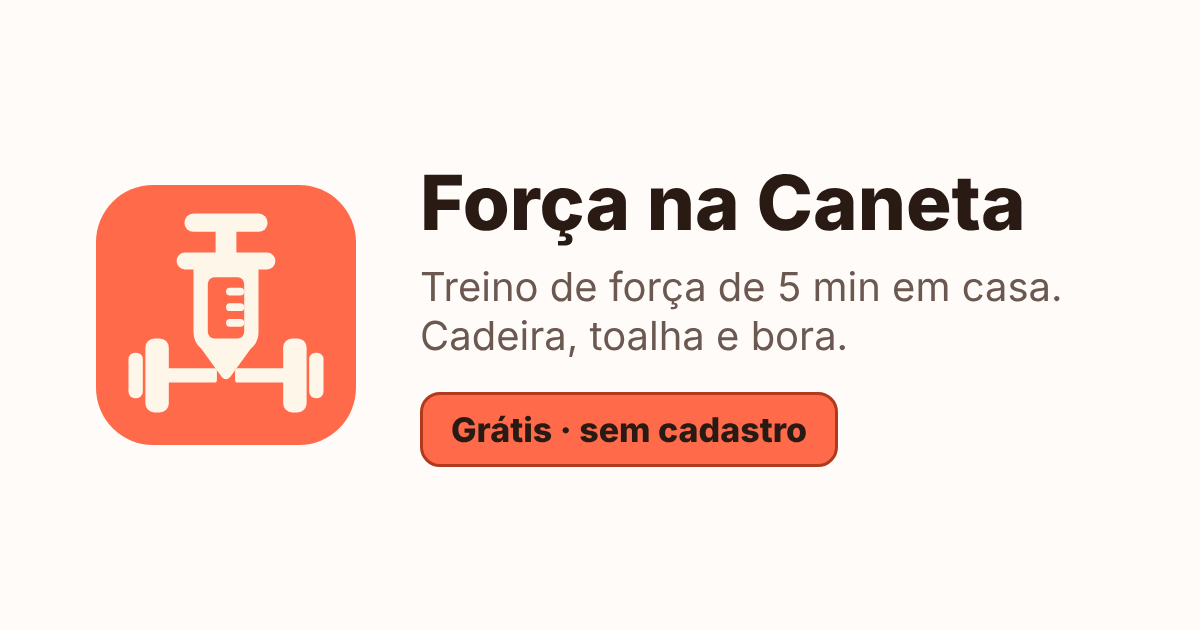 Força na Caneta
Treino de força de 5 min em casa.
Cadeira, toalha e bora.
Grátis · sem cadastro